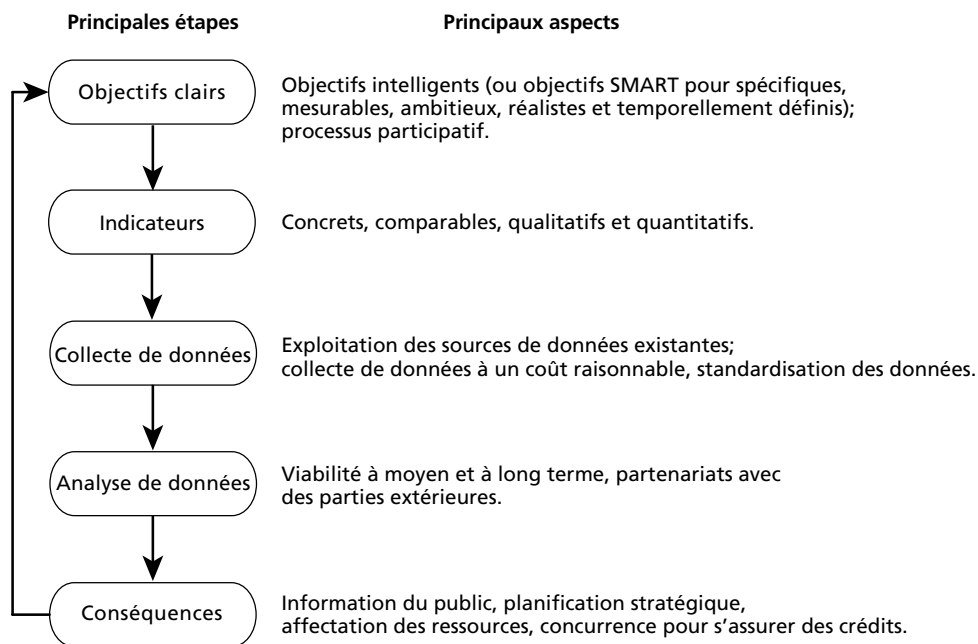 Principales étapes
Principaux aspects
Objectifs clairs
Objectifs intelligents (ou objectifs SMART pour spécifiques,
mesurables, ambitieux, réalistes et temporellement définis);
processus participatif.
Indicateurs
Concrets, comparables, qualitatifs et quantitatifs.
Collecte de données
Exploitation des sources de données existantes;
collecte de données à un coût raisonnable, standardisation des données.
Analyse de données
Viabilité à moyen et à long terme, partenariats avec
des parties extérieures.
Conséquences
Information du public, planification stratégique,
affectation des ressources, concurrence pour s’assurer des crédits.